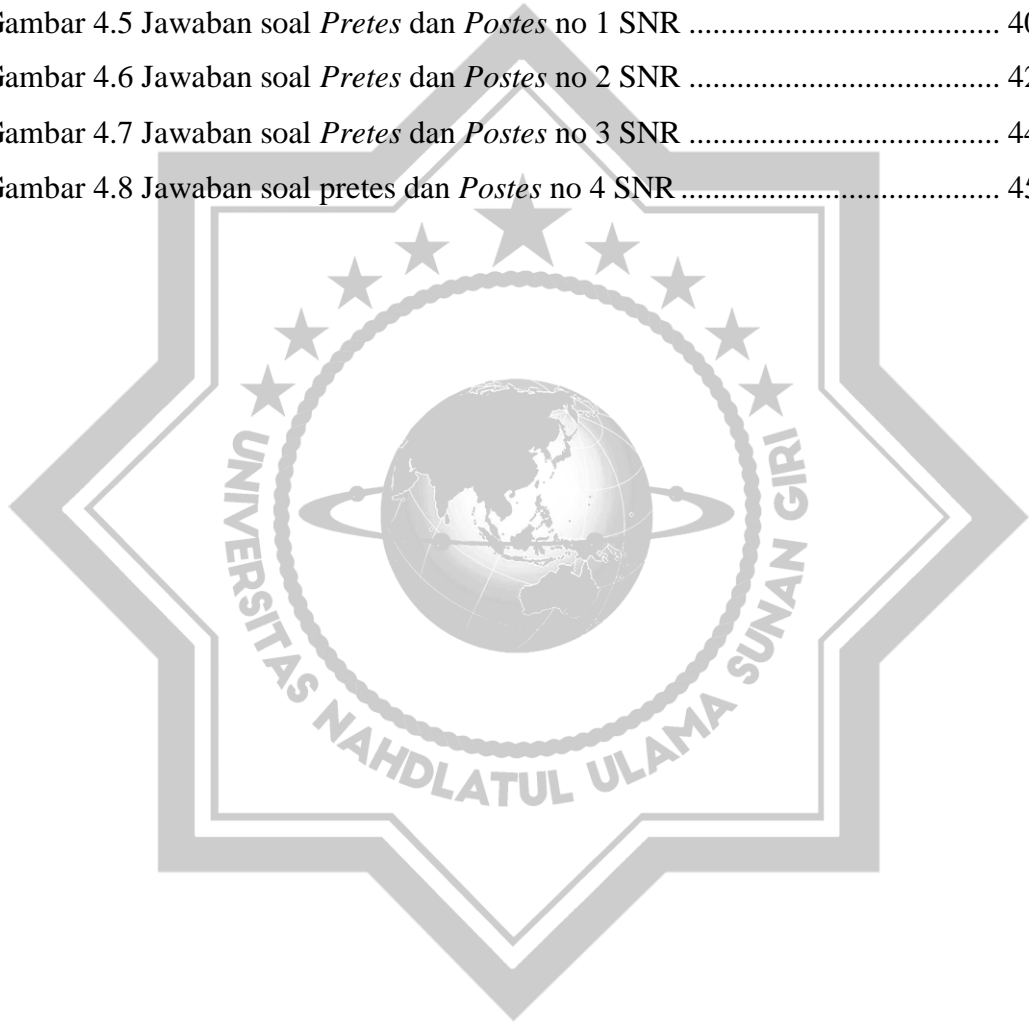 Gambar 4.5 Jawaban soal Pretes dan Postes no 1 SNR ....................................... 40
Gambar 4.6 Jawaban soal Pretes dan Postes no 2 SNR ....................................... 42
Gambar 4.7 Jawaban soal Pretes dan Postes no 3 SNR ....................................... 44
Gambar 4.8 Jawaban soal pretes dan Postes no 4 SNR ........................................ 45
UNIVERSITAS NAHDLATUL ULAMA SUNAN GIRI